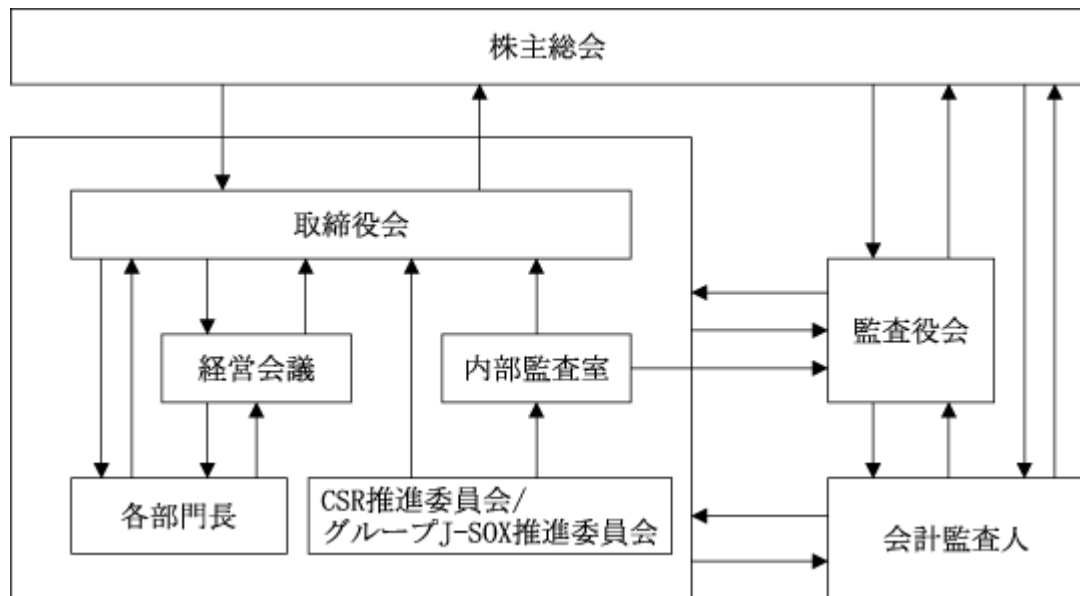 株主総会
取締役会
監査役会
経営会議
内部監査室
各部門長
CSR推進委員会/
グループJ-SOX推進委員会
会計監査人